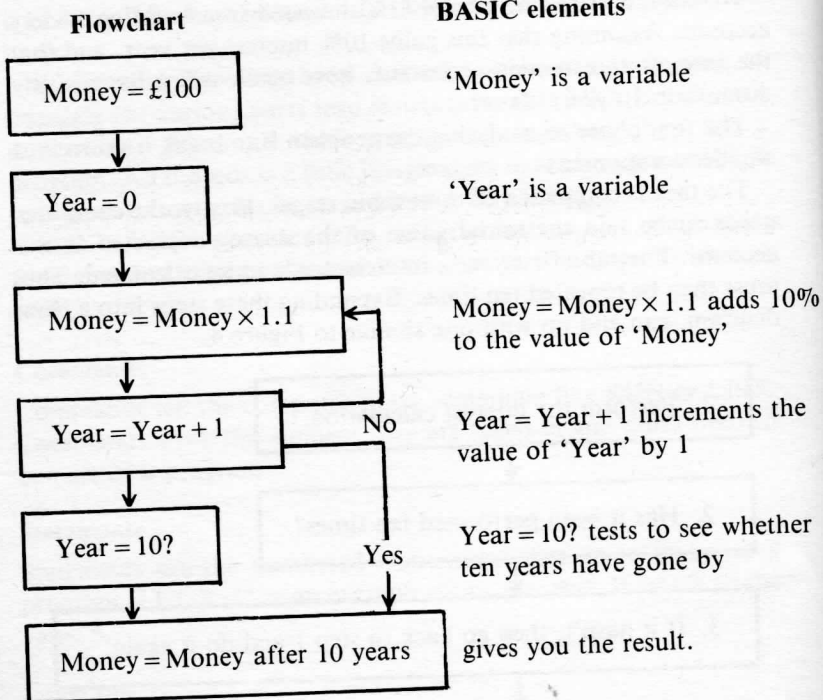 Flowchart
BASIC elements
Money = £100
'Money' is a variable
Year = 0
'Year' is a variable
Money = Money × 1.1
Money = Money × 1.1 adds 10%
to the value of 'Money'
Year = Year + 1
No
Year = Year + 1 increments the
value of 'Year' by 1
Year = 10?
Yes
Year = 10? tests to see whether
ten years have gone by
Money = Money after 10 years
gives you the result.